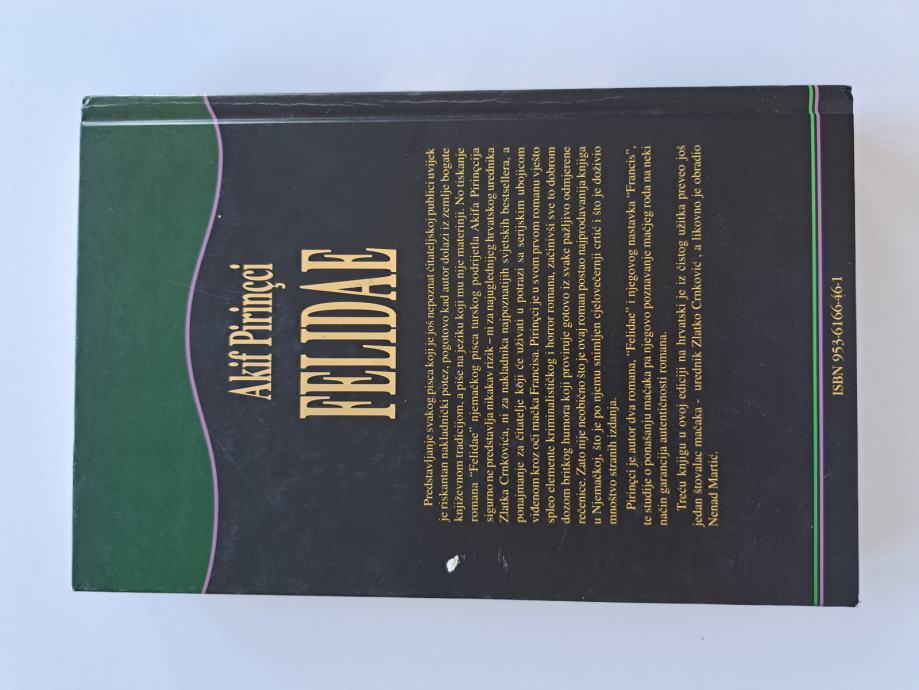 Akif Pirinçci
FELIDAE
Predstavljanje svakog pisca koji je još nepoznat čitateljskoj publici uvijek
je riskantan nakladnički potez, pogotovo kad autor dolazi iz zemlje bogate
književnom tradicijom, a piše na jeziku koji mu nije materinji. No tiskanje
romana "Felidae" njemačkog pisca turskog podrijetla Akifa Pirinçcija
sigurno ne predstavlja nikakav rizik – ni za najuglednijeg hrvatskog urednika
Zlatka Crnkovića, ni za nakladnika najpoznatijih svjetskih bestsellera, a
ponajmanje za čitatelje koji će uživati u potrazi sa serijskim ubojicom
viđenom kroz oči mačka Francisa. Pirinçci je u svom prvom romanu vješto
spleo elemente kriminalističkog i horror romana, začinivši sve to dobrom
dozom britkog humora koji proviruje gotovo iz svake pažljivo odmjerene
rečenice. Zato nije neobično što je ovaj roman postao najprodavanija knjiga
u Njemačkoj, što je po njemu snimljen cjelovečernji crtić i što je doživio
mnoštvo stranih izdanja.
Pirinçci je autor dva romana, "Felidae" i njegovog nastavka "Francis",
te studije o ponašanju mačaka pa njegovo poznavanje mačjeg roda na neki
način garancija autentičnosti romana.
Treću knjigu u ovoj ediciji na hrvatski je iz čistog užitka preveo još
jedan štovalac mačaka - urednik Zlatko Crnković , a likovno je obradio
Nenad Martić.
ISBN 953-6166-46-1